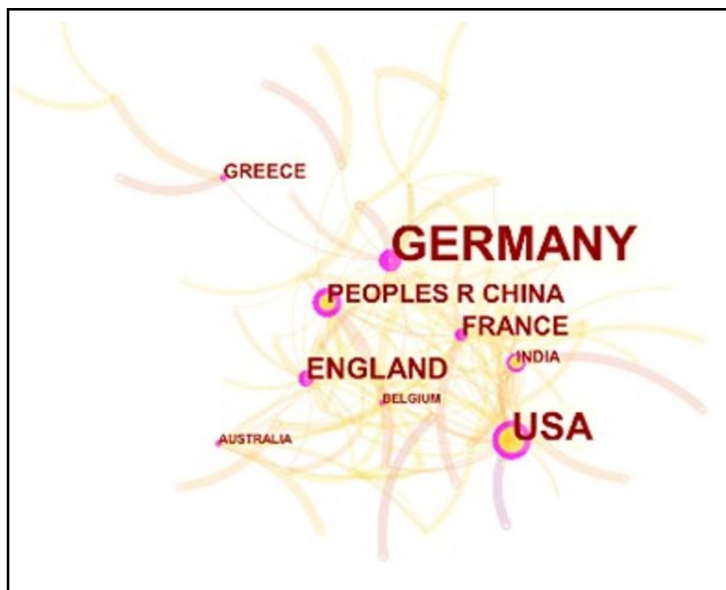 GREECE
GERMANY
PEOPLES R CHINA
FRANCE
INDIA
ENGLAND
BELGIUM
USA
AUSTRALIA